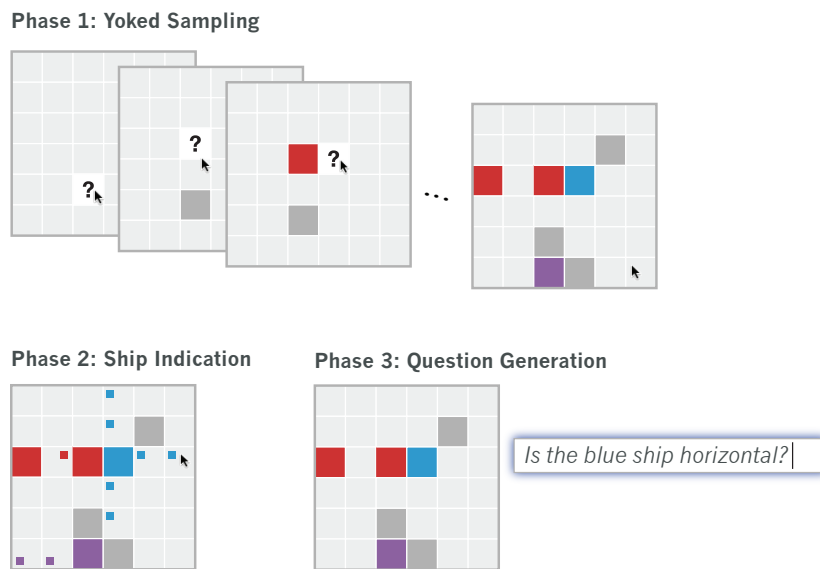 Phase 1: Yoked Sampling
?
?
?
...
Phase 2: Ship Indication
Phase 3: Question Generation
Is the blue ship horizontal?